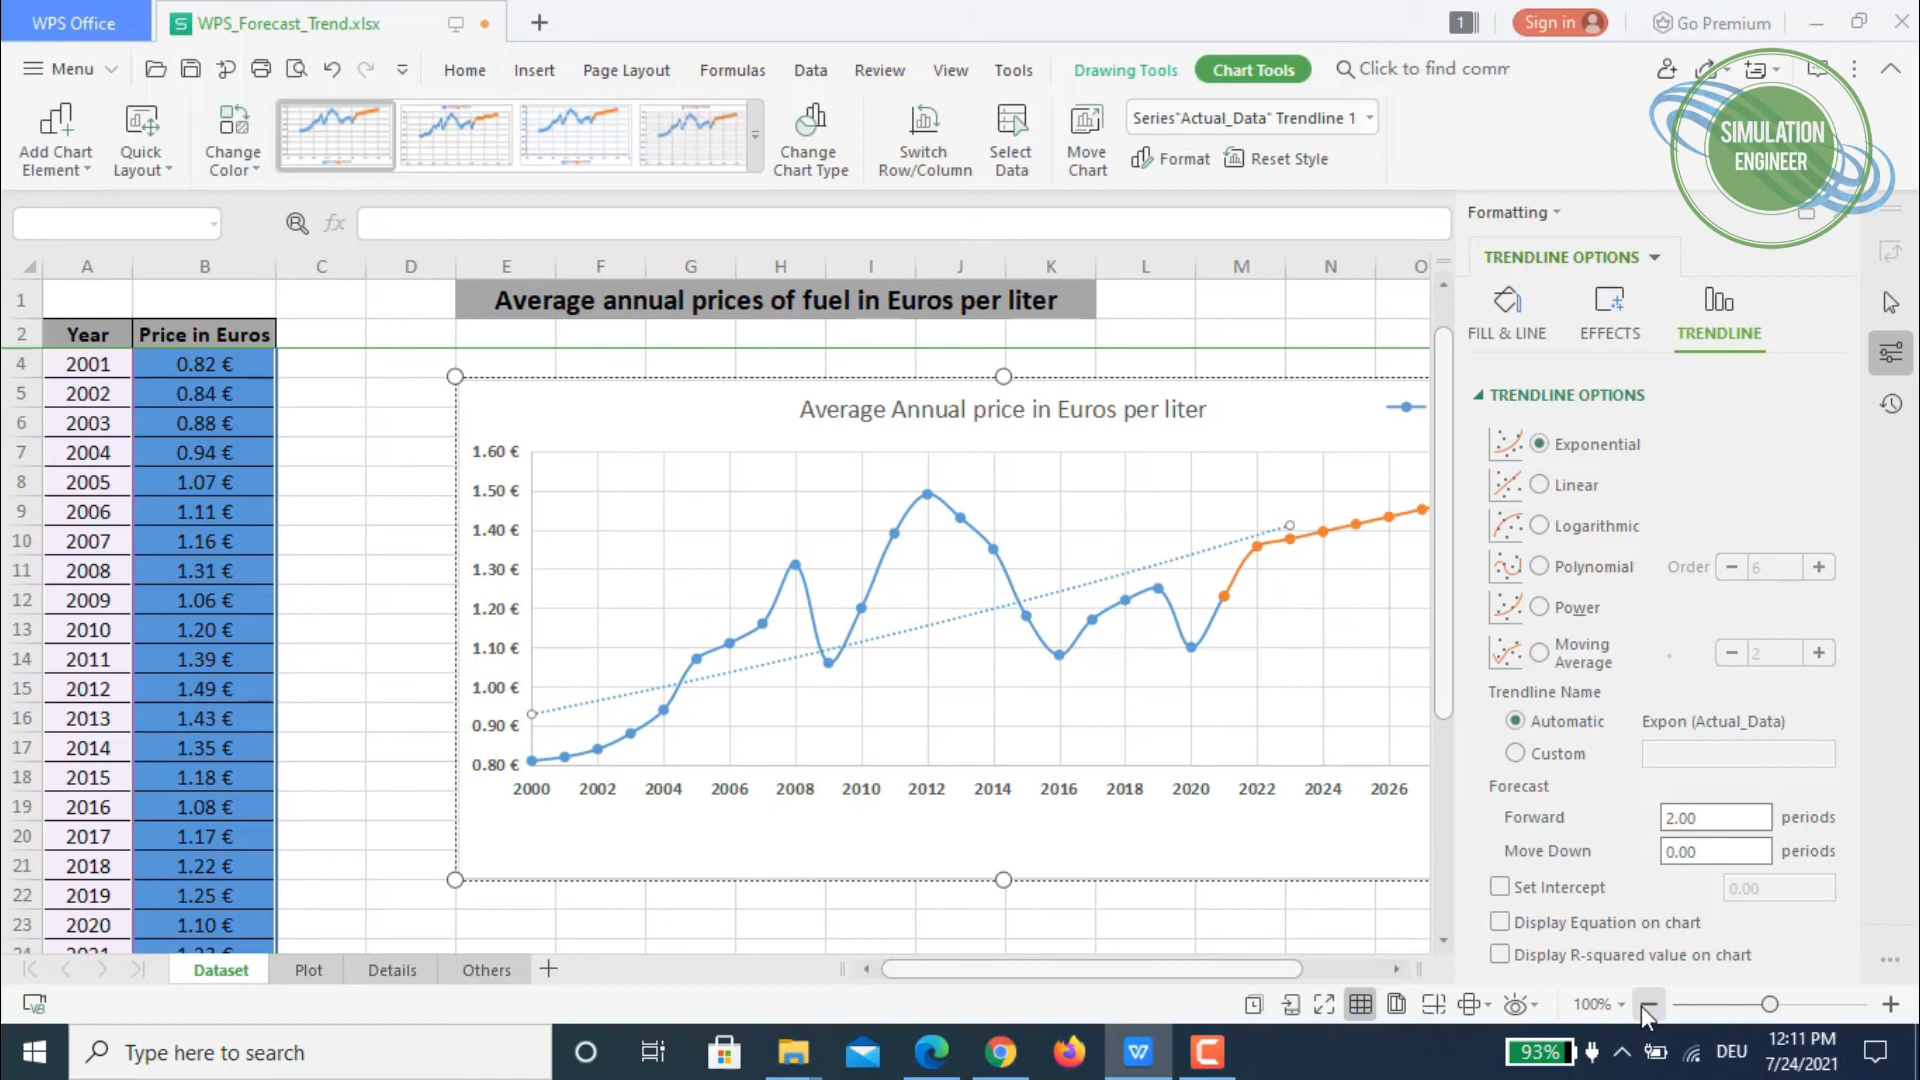 WPS Office
S WPS_Forecast_Trend.xlsx
1
Sign in
Go Premium
Menu
Home Insert Page Layout Formulas Data Review View Tools Drawing Tools Chart Tools Click to find comm
Add Chart Element
Quick Layout
Change Color
Change Chart Type
Switch Row/Column
Select Data
Move Chart
Series"Actual_Data" Trendline 1
Format
Reset Style
SIMULATION
ENGINEER
fx
Formatting
TRENDLINE OPTIONS
FILL & LINE EFFECTS TRENDLINE
A B C D E F G H I J K L M N O
1 Average annual prices of fuel in Euros per liter
2 Year Price in Euros
4 2001 0.82 €
5 2002 0.84 €
6 2003 0.88 €
7 2004 0.94 €
8 2005 1.07 €
9 2006 1.11 €
10 2007 1.16 €
11 2008 1.31 €
12 2009 1.06 €
13 2010 1.20 €
14 2011 1.39 €
15 2012 1.49 €
16 2013 1.43 €
17 2014 1.35 €
18 2015 1.18 €
19 2016 1.08 €
20 2017 1.17 €
21 2018 1.22 €
22 2019 1.25 €
23 2020 1.10 €
Average Annual price in Euros per liter
1.60 €
1.50 €
1.40 €
1.30 €
1.20 €
1.10 €
1.00 €
0.90 €
0.80 €
2000 2002 2004 2006 2008 2010 2012 2014 2016 2018 2020 2022 2024 2026
TRENDLINE OPTIONS
Exponential
Linear
Logarithmic
Polynomial Order 6
Power
Moving Average 2
Trendline Name
Automatic Expon (Actual_Data)
Custom
Forecast
Forward 2.00 periods
Move Down 0.00 periods
Set Intercept 0.00
Display Equation on chart
Display R-squared value on chart
Dataset Plot Details Others
100%
Type here to search
93%
DEU
12:11 PM
7/24/2021